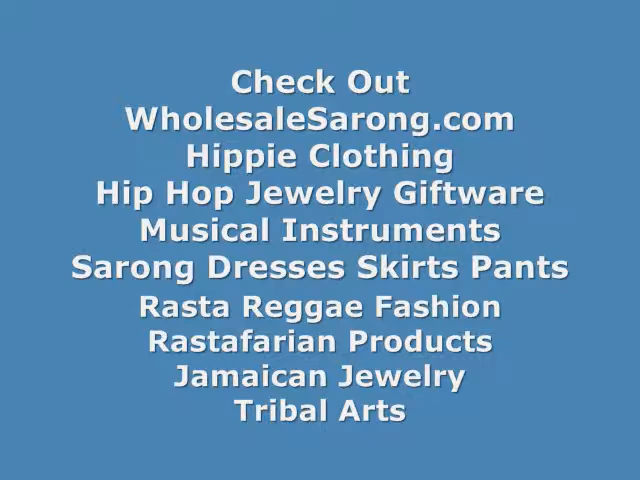 Check Out
WholesaleSarong.com
Hippie Clothing
Hip Hop Jewelry Giftware
Musical Instruments
Sarong Dresses Skirts Pants
Rasta Reggae Fashion
Rastafarian Products
Jamaican Jewelry
Tribal Arts